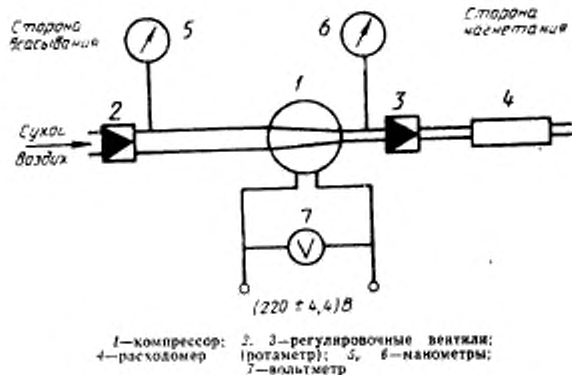 Сторона
всасывания
5
6
Сторона
нагнетания
1
2
3
4
Сухой
воздух
7
V
(220 ± 4,4) В
1—компрессор; 2, 3—регулировочные вентили;
4—расходомер (ротаметр); 5, 6—манометры;
7—вольтметр